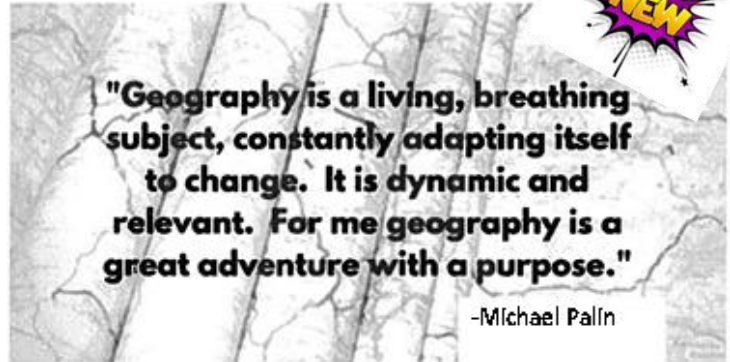 NEW
"Geography is a living, breathing
subject, constantly adapting itself
to change.  It is dynamic and
relevant.  For me geography is a
great adventure with a purpose."
-Michael Palin